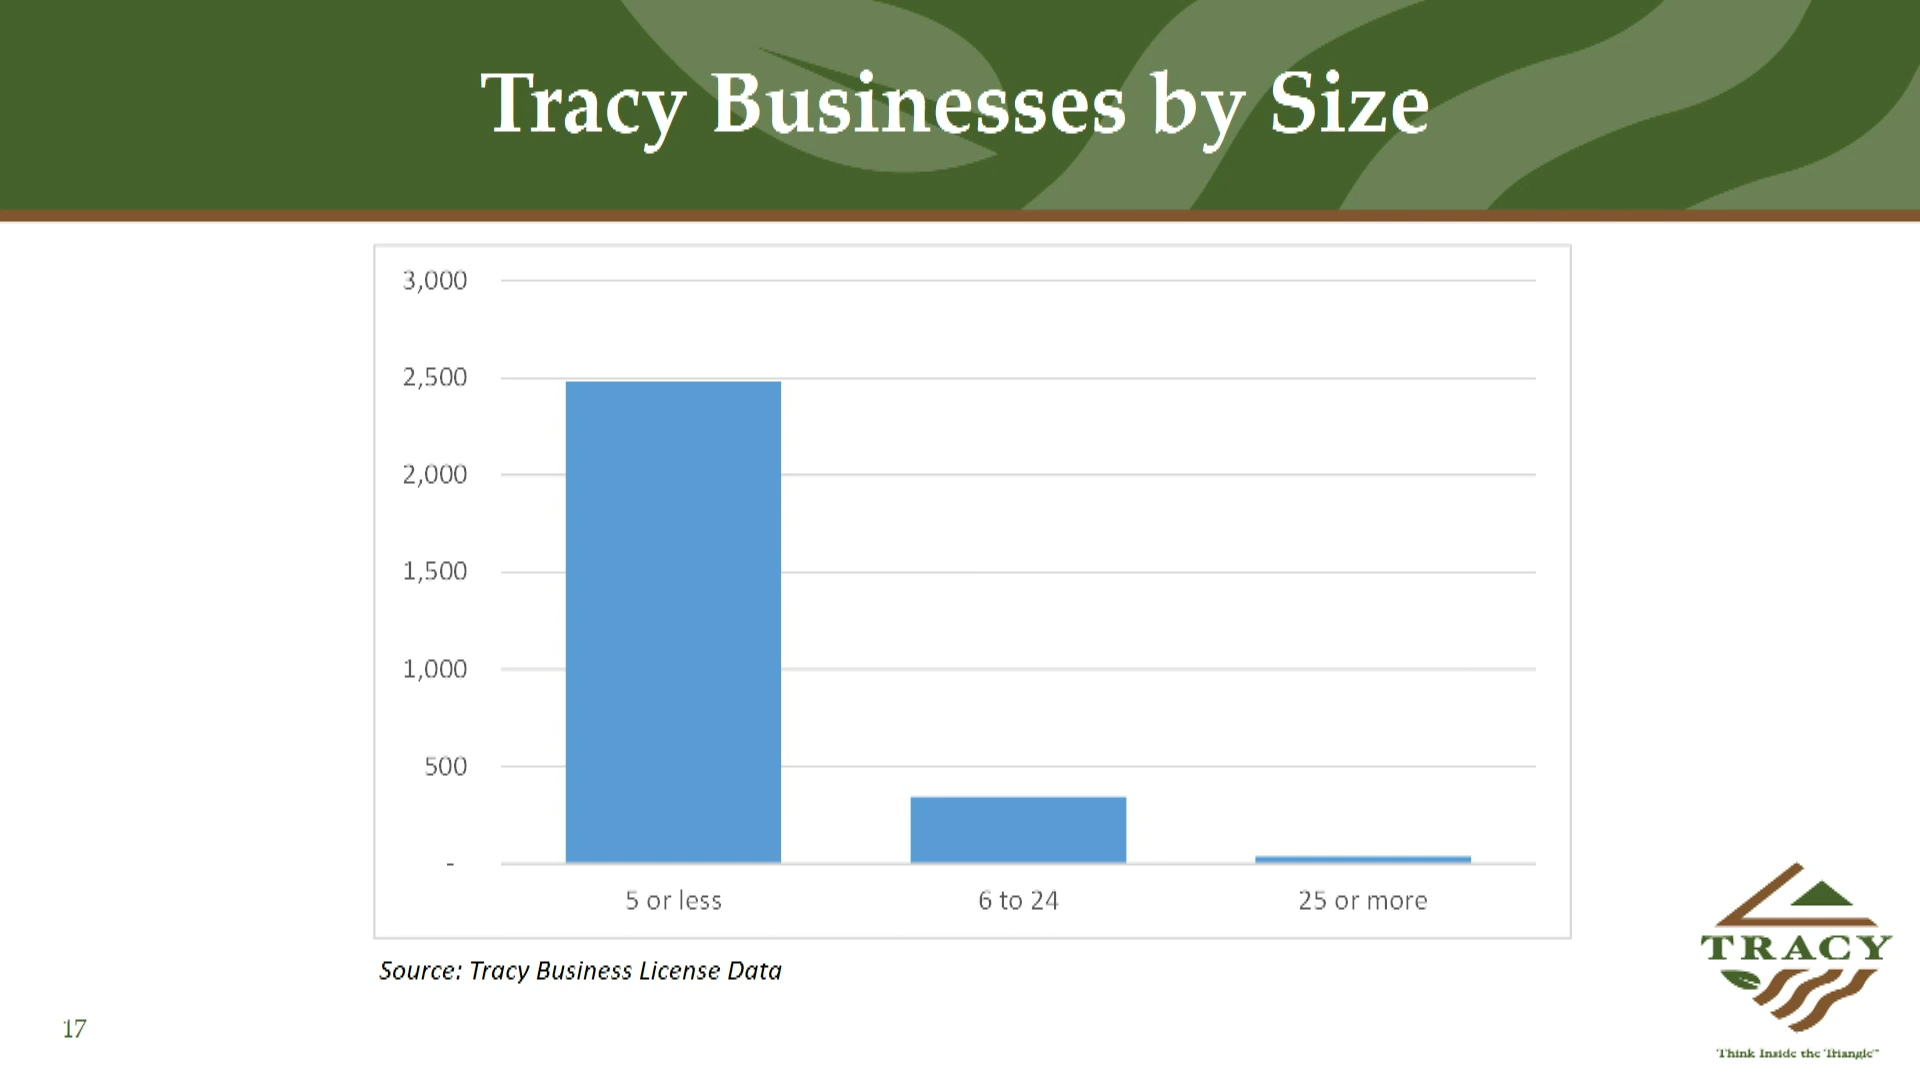 Tracy Businesses by Size
3,000
2,500
2,000
1,500
1,000
500
-
5 or less
6 to 24
25 or more
Source: Tracy Business License Data
17
TRACY
Think Inside the Triangle™